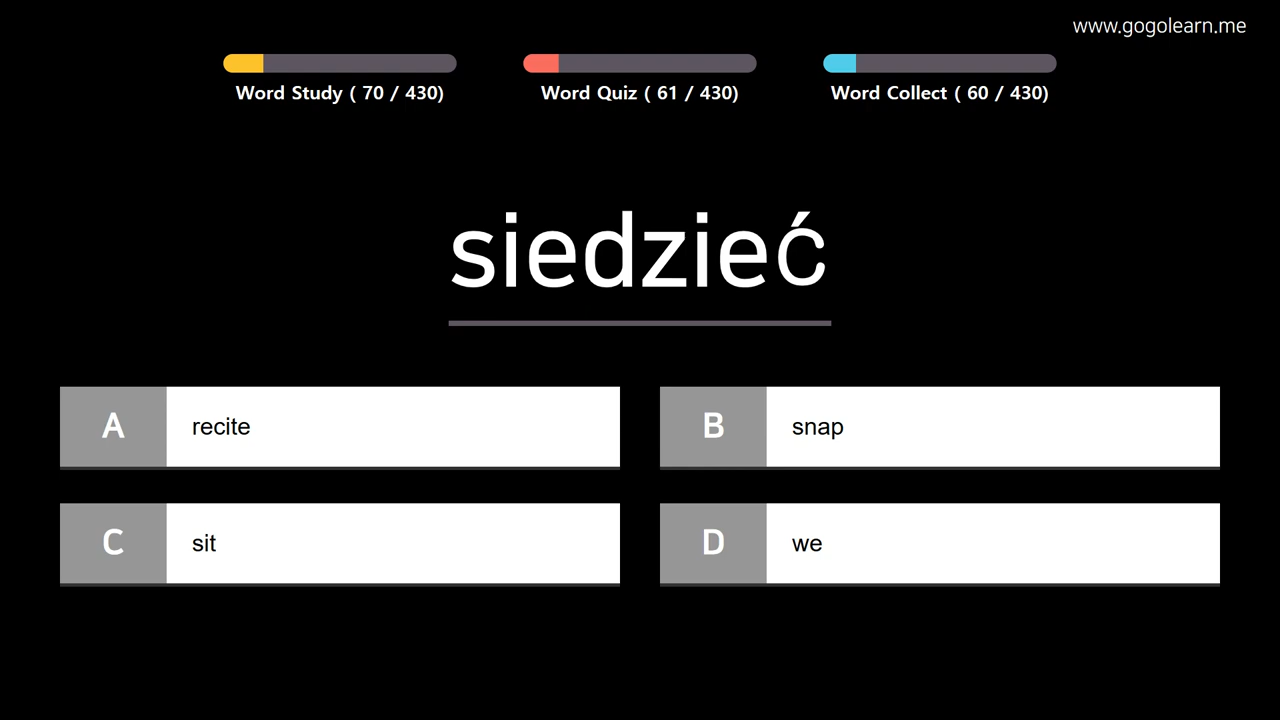 www.gogolearn.me
Word Study ( 70 / 430)
Word Quiz ( 61 / 430)
Word Collect ( 60 / 430)
siedzieć
A recite
B snap
C sit
D we